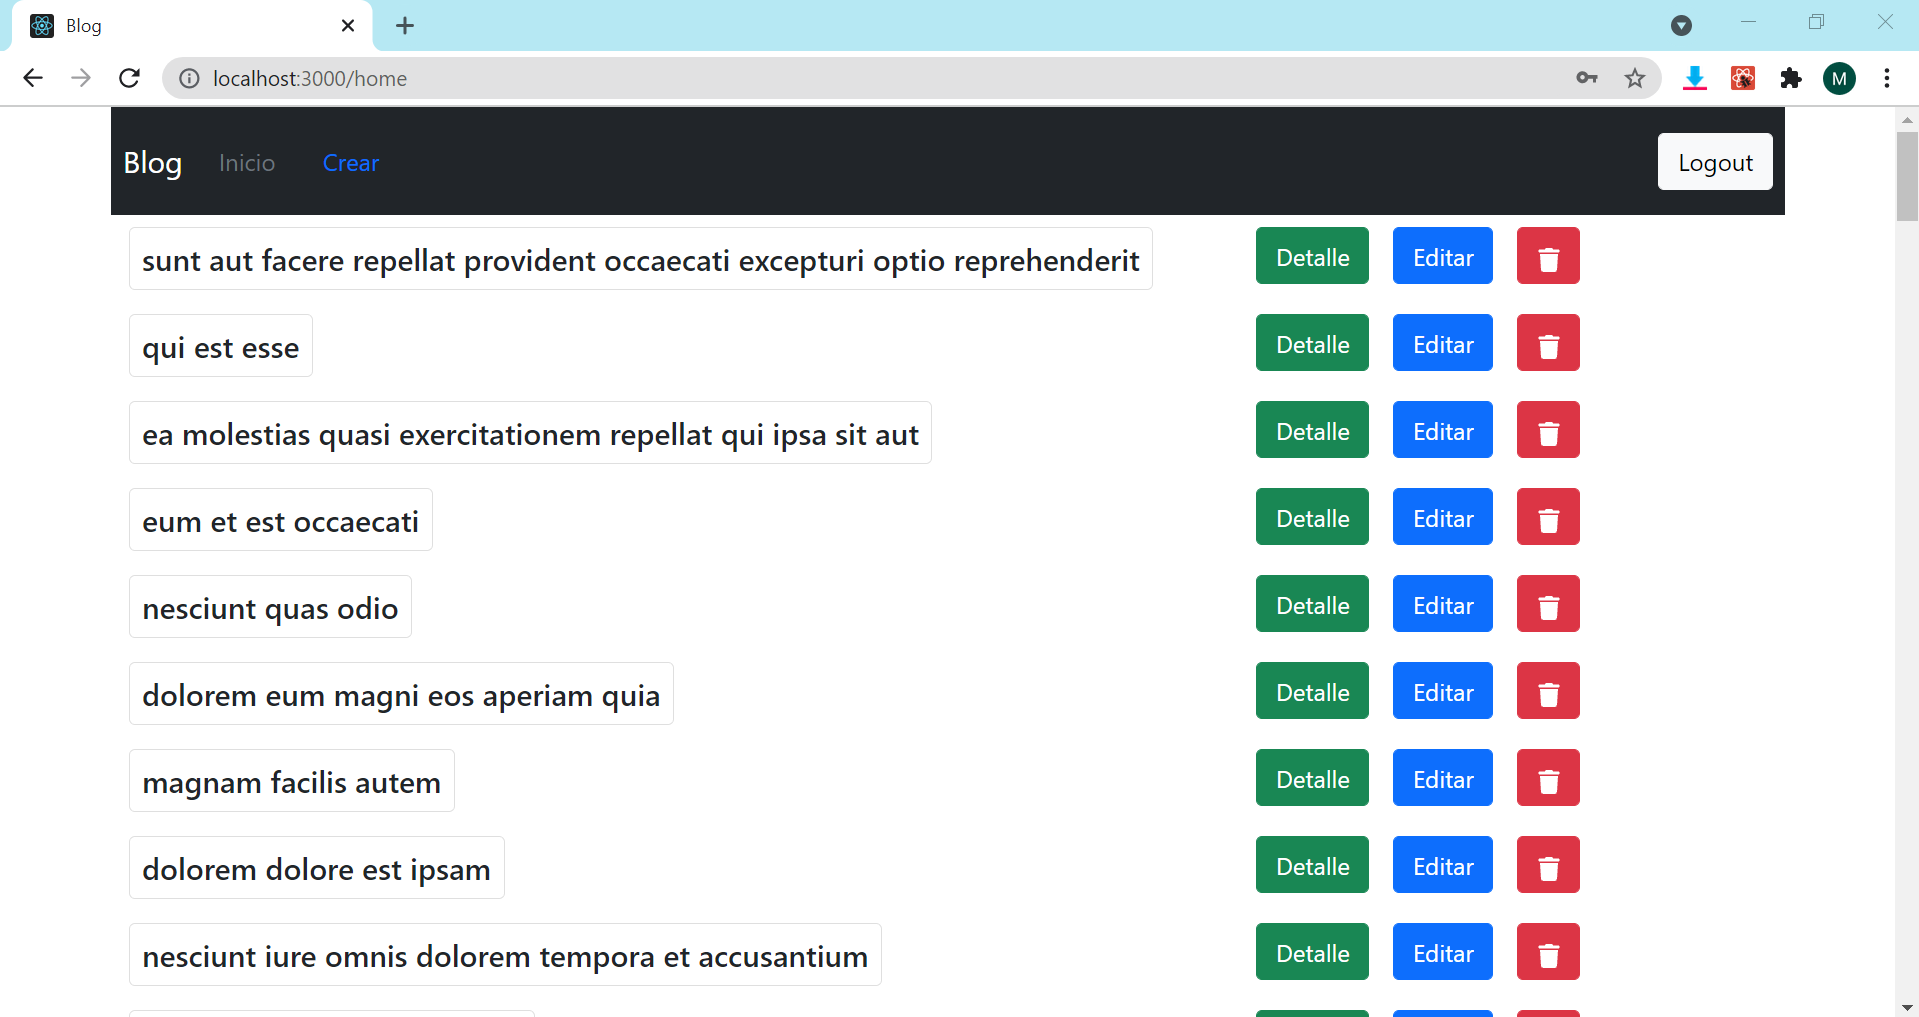 Blog
localhost:3000/home
M
Blog Inicio Crear Logout
sunt aut facere repellat provident occaecati excepturi optio reprehenderit Detalle Editar
qui est esse Detalle Editar
ea molestias quasi exercitationem repellat qui ipsa sit aut Detalle Editar
eum et est occaecati Detalle Editar
nesciunt quas odio Detalle Editar
dolorem eum magni eos aperiam quia Detalle Editar
magnam facilis autem Detalle Editar
dolorem dolore est ipsam Detalle Editar
nesciunt iure omnis dolorem tempora et accusantium Detalle Editar